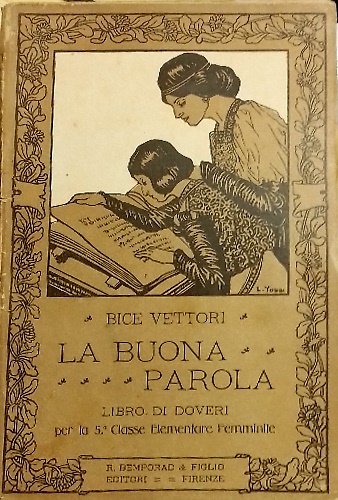 BICE VETTORI
LA BUONA
PAROLA
LIBRO DI DOVERI
per la 5.ª Classe Elementare Femminile
R. BEMPORAD & FIGLIO
EDITORI = = FIRENZE